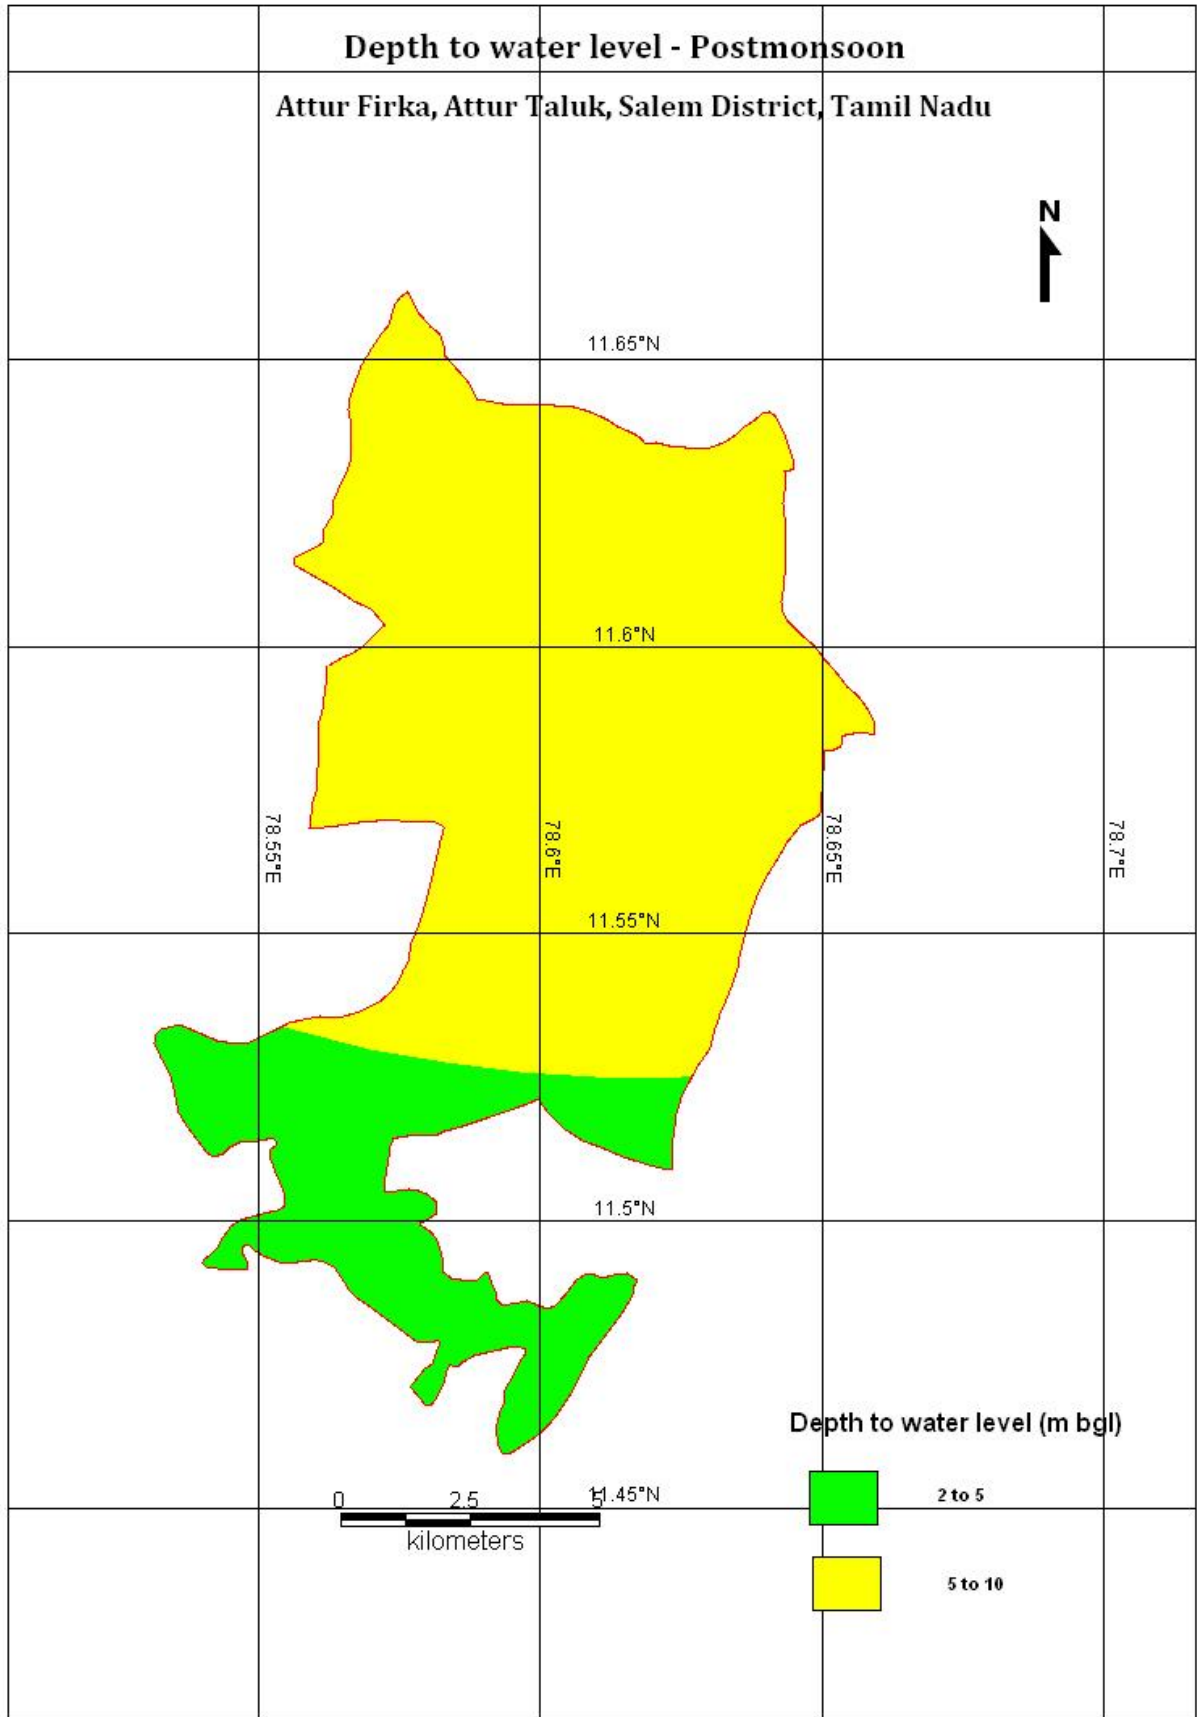 Depth to water level - Postmonsoon
Attur Firka, Attur Taluk, Salem District, Tamil Nadu
N
11.65°N
11.6°N
78.55°E
78.6°E
78.65°E
78.7°E
11.55°N
11.5°N
Depth to water level (m bgl)
2 to 5
0 2.5 5
11.45°N
kilometers
5 to 10